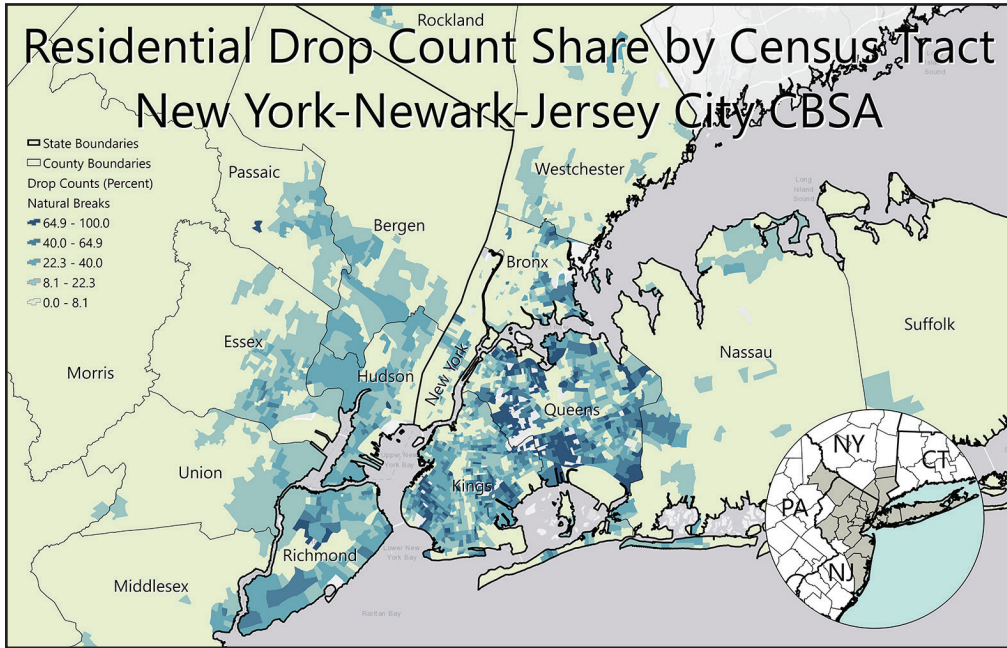 Rockland
Residential Drop Count Share by Census Tract
New York-Newark-Jersey City CBSA
State Boundaries
County Boundaries
Drop Counts (Percent)
Natural Breaks
64.9 - 100.0
40.0 - 64.9
22.3 - 40.0
8.1 - 22.3
0.0 - 8.1
Passaic
Westchester
Long
Island
Sound
Bergen
Bronx
Essex
Morris
Hudson
New York
Queens
Nassau
Suffolk
Union
Upper New
York Bay
Kings
Richmond
Lower New
York Bay
Middlesex
Raritan Bay
NY
CT
PA
NJ